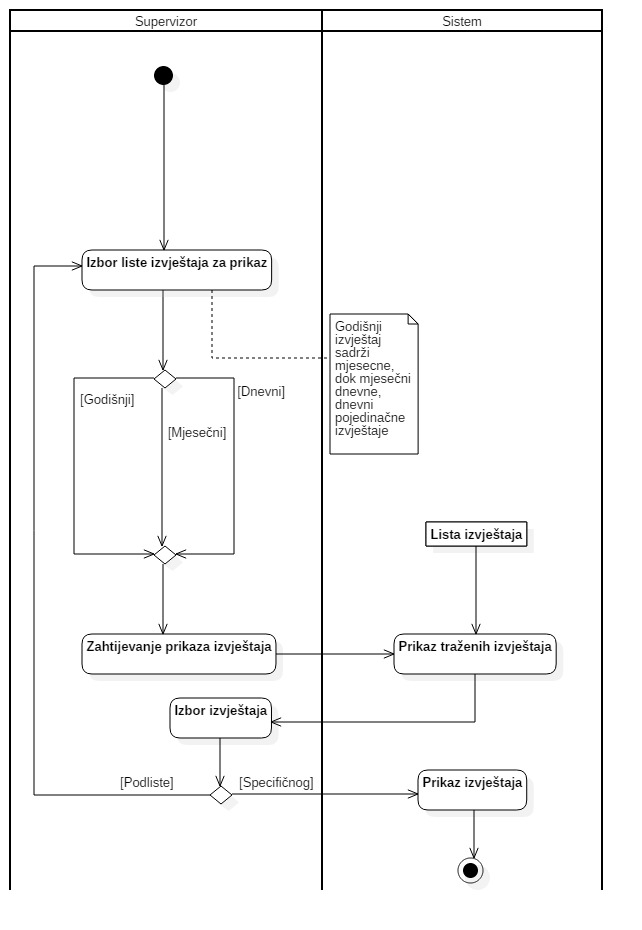 Supervizor
Sistem
Izbor liste izvještaja za prikaz
Godišnji
izvještaj
sadrži
mjesecne,
dok mjesečni
dnevne,
dnevni
pojedinačne
izvještaje
[Godišnji]
[Dnevni]
[Mjesečni]
Lista izvještaja
Zahtijevanje prikaza izvještaja
Prikaz traženih izvještaja
Izbor izvještaja
[Podliste]
[Specifičnog]
Prikaz izvještaja